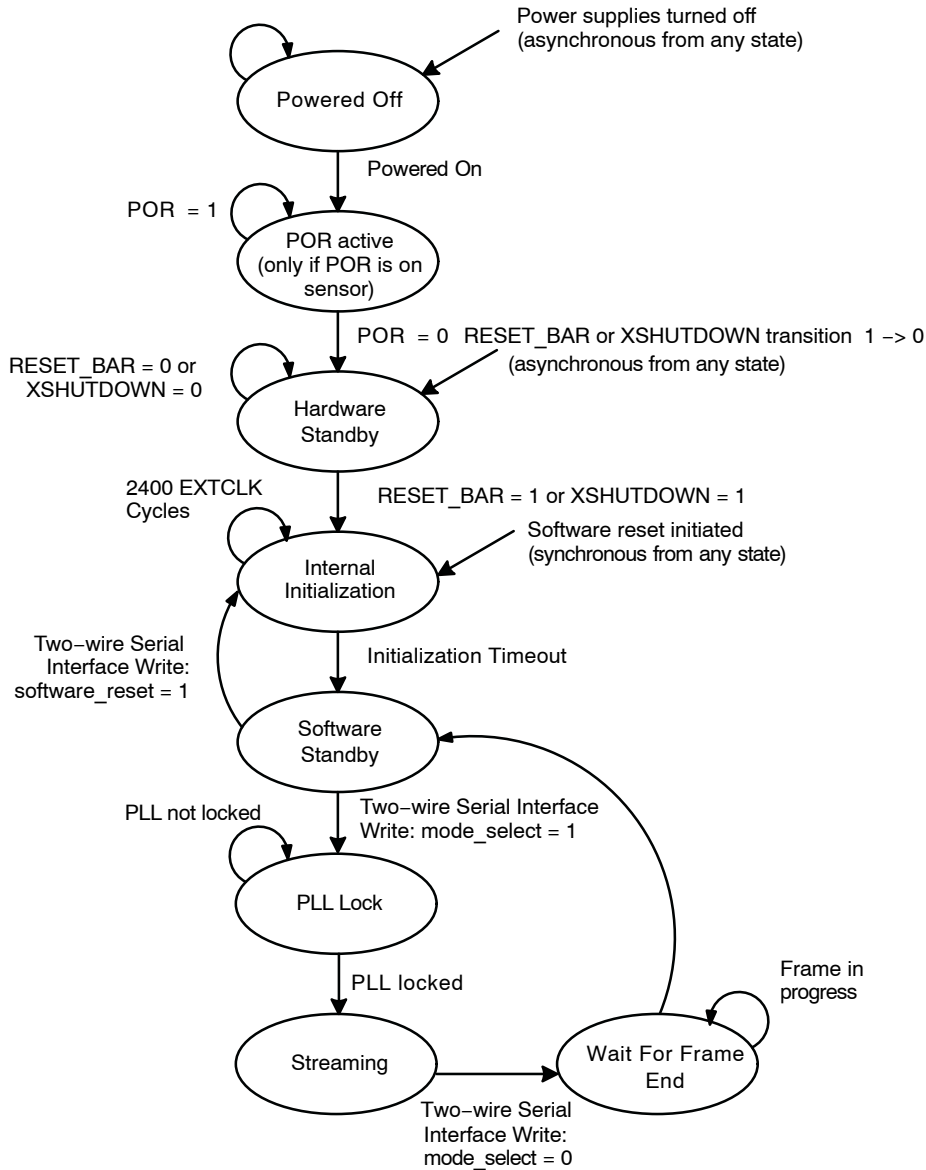 Power supplies turned off
(asynchronous from any state)
Powered Off
Powered On
POR = 1
POR active
(only if POR is on
sensor)
POR = 0
RESET_BAR or XSHUTDOWN transition 1 -> 0
(asynchronous from any state)
RESET_BAR = 0 or
XSHUTDOWN = 0
Hardware
Standby
2400 EXTCLK
Cycles
RESET_BAR = 1 or XSHUTDOWN = 1
Software reset initiated
(synchronous from any state)
Internal
Initialization
Two−wire Serial
Interface Write:
software_reset = 1
Initialization Timeout
Software
Standby
PLL not locked
Two−wire Serial Interface
Write: mode_select = 1
PLL Lock
PLL locked
Frame in
progress
Streaming
Wait For Frame
End
Two−wire Serial
Interface Write:
mode_select = 0